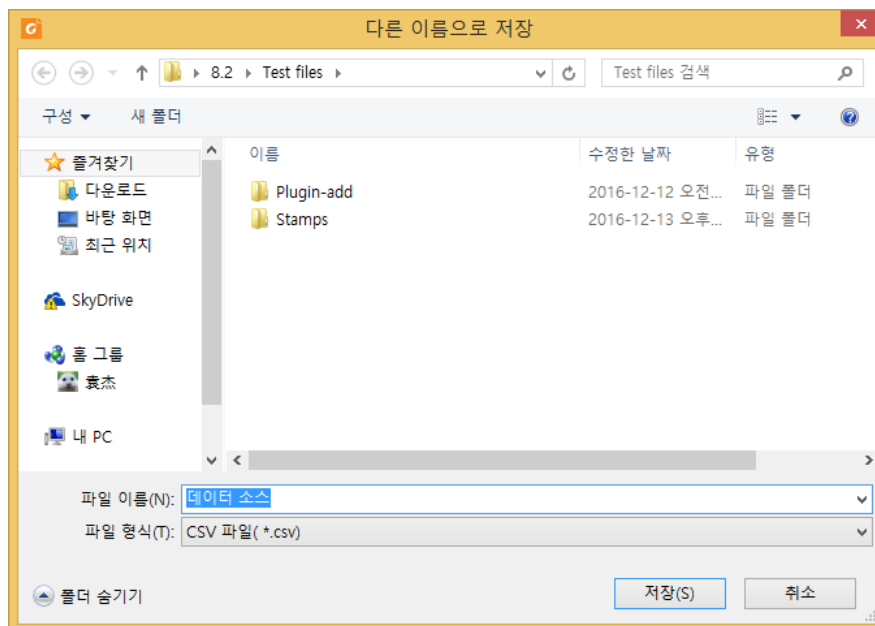 다른 이름으로 저장
8.2 Test files
Test files 검색
구성 새 폴더
즐겨찾기
다운로드
바탕 화면
최근 위치
SkyDrive
홈 그룹
袁杰
내 PC
이름 수정한 날짜 유형
Plugin-add 2016-12-12 오전... 파일 폴더
Stamps 2016-12-13 오후... 파일 폴더
파일 이름(N): 데이터 소스
파일 형식(T): CSV 파일( *.csv)
폴더 숨기기 저장(S) 취소